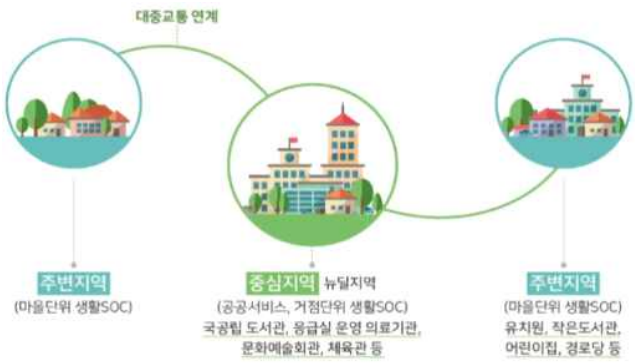 대중교통 연계
주변지역
(마을단위 생활SOC)
중심지역 뉴딜지역
(공공서비스, 거점단위 생활SOC)
국공립 도서관, 응급실 운영 의료기관,
문화예술회관, 체육관 등
주변지역
(마을단위 생활SOC)
유치원, 작은도서관,
어린이집, 경로당 등